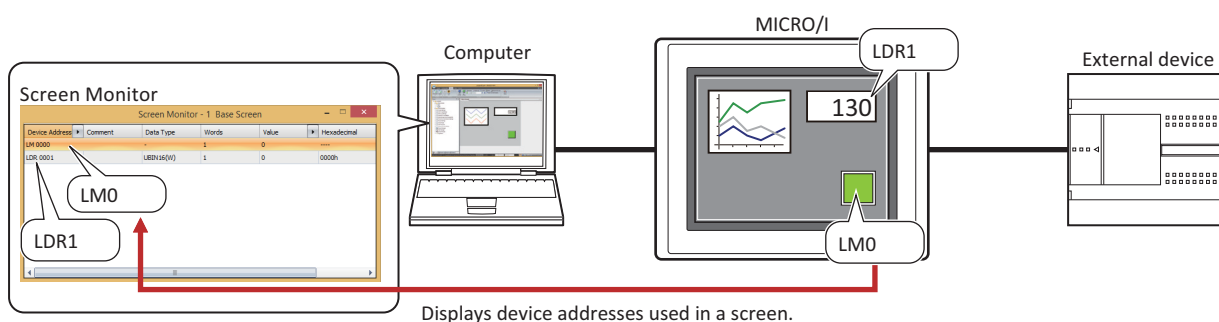 MICRO/I
LDR1
Computer
External device
Screen Monitor
Screen Monitor - 1 Base Screen
Device Address Comment Data Type Words Value Hexadecimal
LM 0000 - 1 0 ----
LDR 0001 UBIN16(W) 1 0 0000h
130
LM0
LDR1
LM0
Displays device addresses used in a screen.